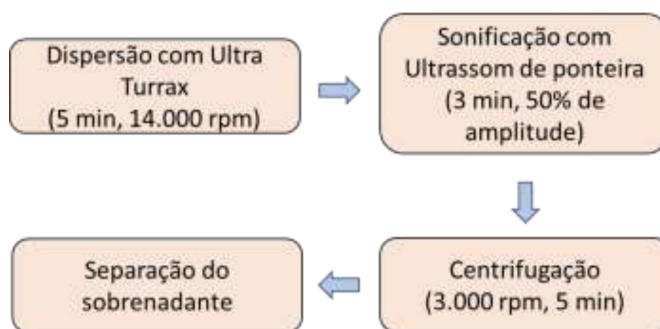 Dispersão com Ultra
Turrax
(5 min, 14.000 rpm)
Sonificação com
Ultrassom de ponteira
(3 min, 50% de
amplitude)
Centrifugação
(3.000 rpm, 5 min)
Separação do
sobrenadante